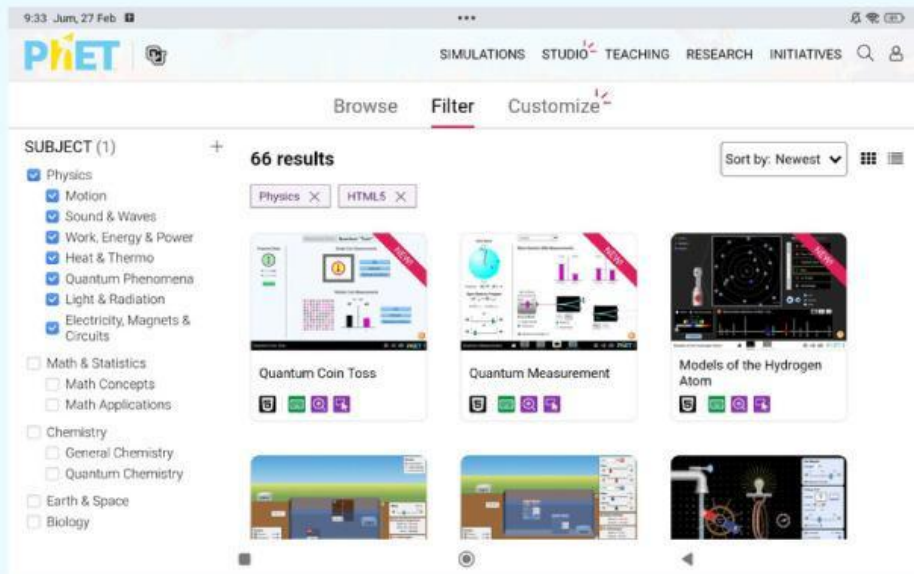 9:33 Jum, 27 Feb
PhET
SIMULATIONS STUDIO TEACHING RESEARCH INITIATIVES
Browse Filter Customize
SUBJECT (1) +
Physics
Motion
Sound & Waves
Work, Energy & Power
Heat & Thermo
Quantum Phenomena
Light & Radiation
Electricity, Magnets &
Circuits
Math & Statistics
Math Concepts
Math Applications
Chemistry
General Chemistry
Quantum Chemistry
Earth & Space
Biology
66 results
Sort by: Newest
Physics X HTML5 X
NEW!
NEW!
NEW!
Quantum Coin Toss
Quantum Measurement
Models of the Hydrogen
Atom